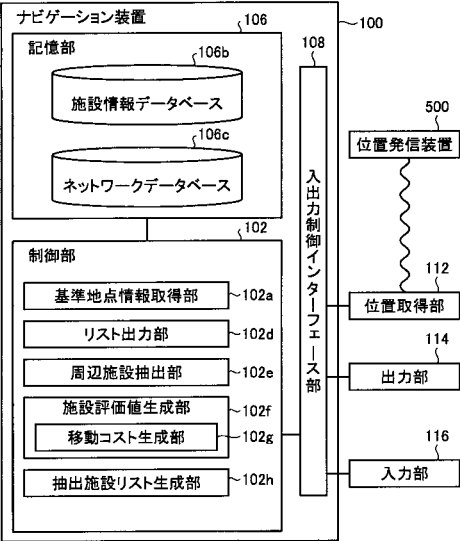 ナビゲーション装置
100
記憶部
106
106b
施設情報データベース
106c
ネットワークデータベース
108
入出力制御インターフェース部
500
位置発信装置
制御部
102
基準地点情報取得部
102a
リスト出力部
102d
周辺施設抽出部
102e
施設評価値生成部
102f
移動コスト生成部
102g
抽出施設リスト生成部
102h
112
位置取得部
114
出力部
116
入力部